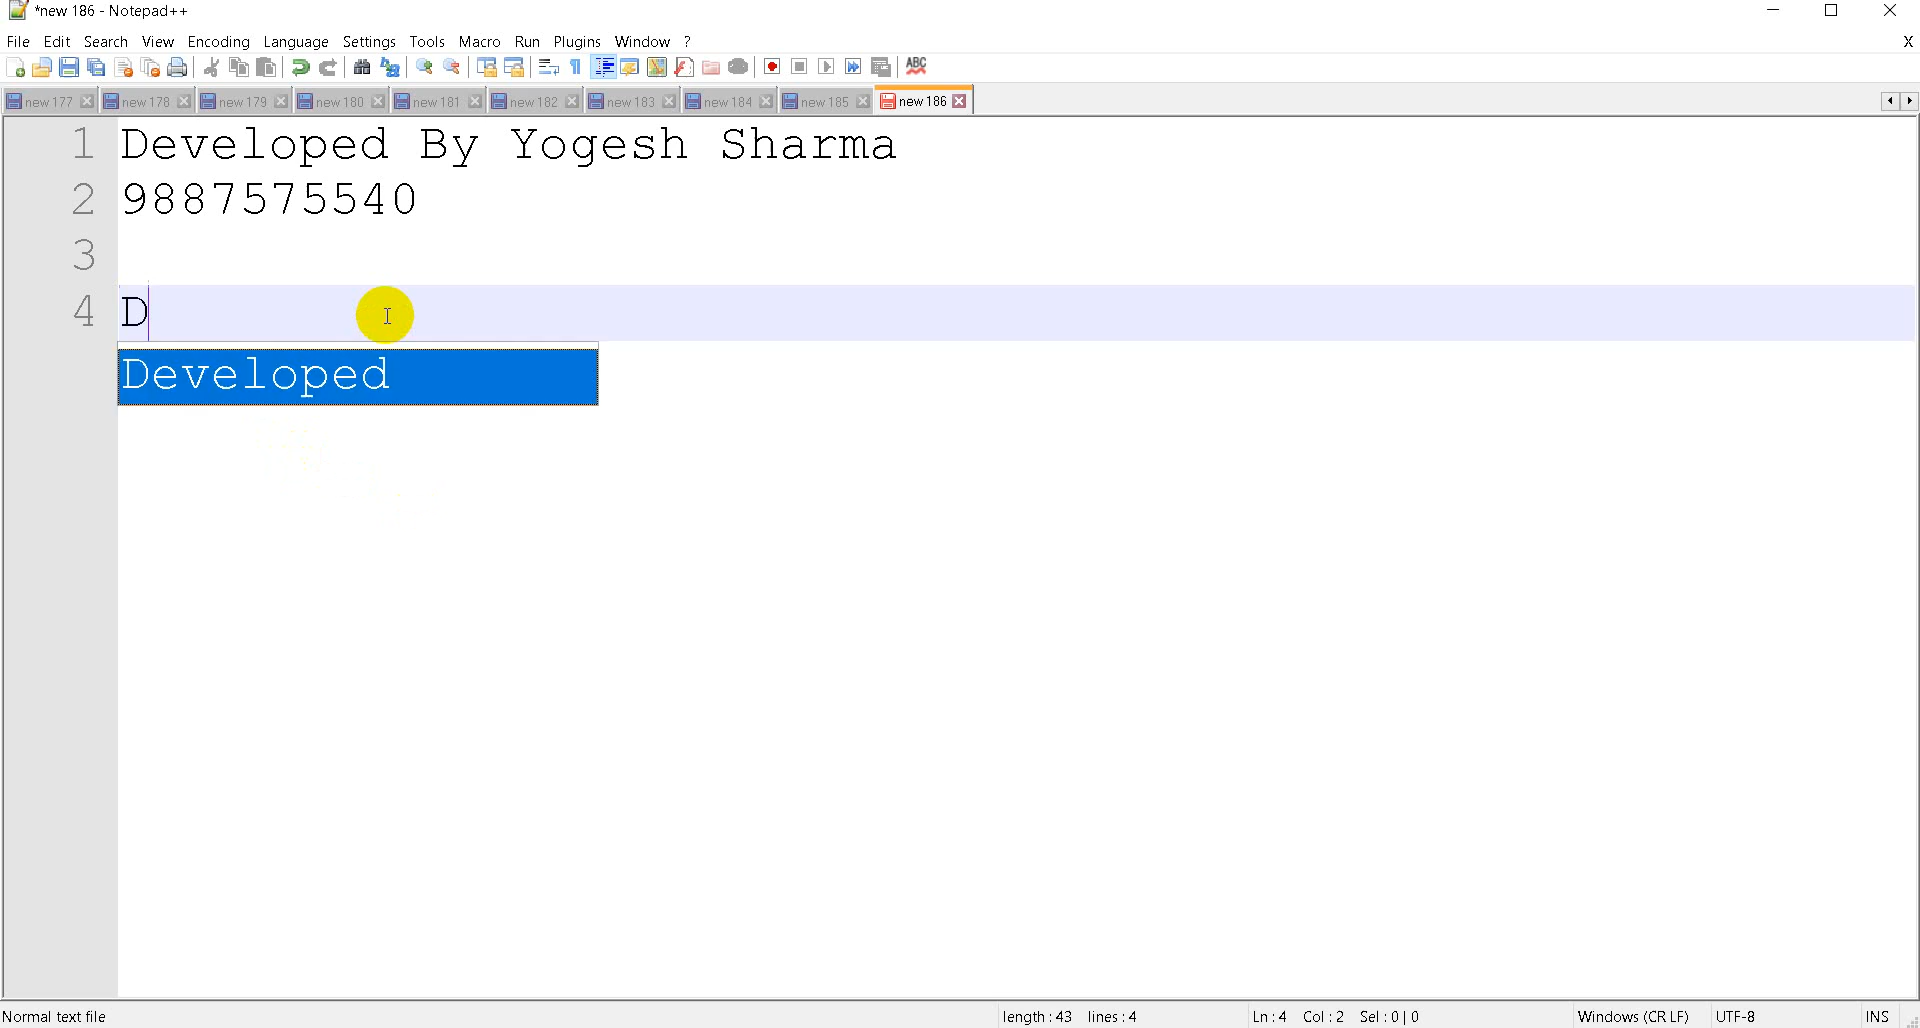 *new 186 - Notepad++
File Edit Search View Encoding Language Settings Tools Macro Run Plugins Window ? X
ABC
new 177 new 178 new 179 new 180 new 181 new 182 new 183 new 184 new 185 new 186
1 Developed By Yogesh Sharma
2 9887575540
3
4 D
Developed
Normal text file length : 43 lines : 4 Ln : 4 Col : 2 Sel : 0 | 0 Windows (CR LF) UTF-8 INS